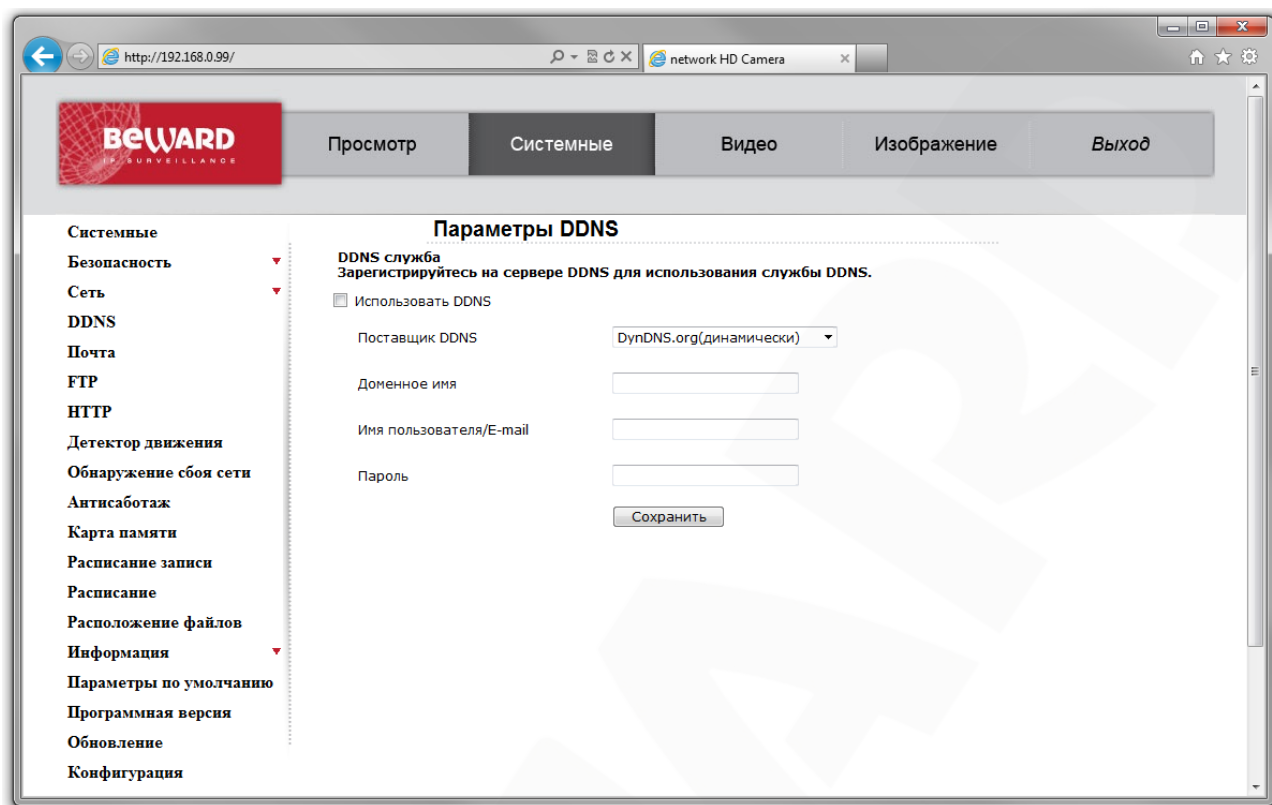 http://192.168.0.99/
network HD Camera
BEWARD
IP SURVEILLANCE
Просмотр
Системные
Видео
Изображение
Выход
Системные
Безопасность
Сеть
DDNS
Почта
FTP
HTTP
Детектор движения
Обнаружение сбоя сети
Антисаботаж
Карта памяти
Расписание записи
Расписание
Расположение файлов
Информация
Параметры по умолчанию
Программная версия
Обновление
Конфигурация
Параметры DDNS
DDNS служба
Зарегистрируйтесь на сервере DDNS для использования службы DDNS.
Использовать DDNS
Поставщик DDNS
DynDNS.org(динамически)
Доменное имя
Имя пользователя/E-mail
Пароль
Сохранить